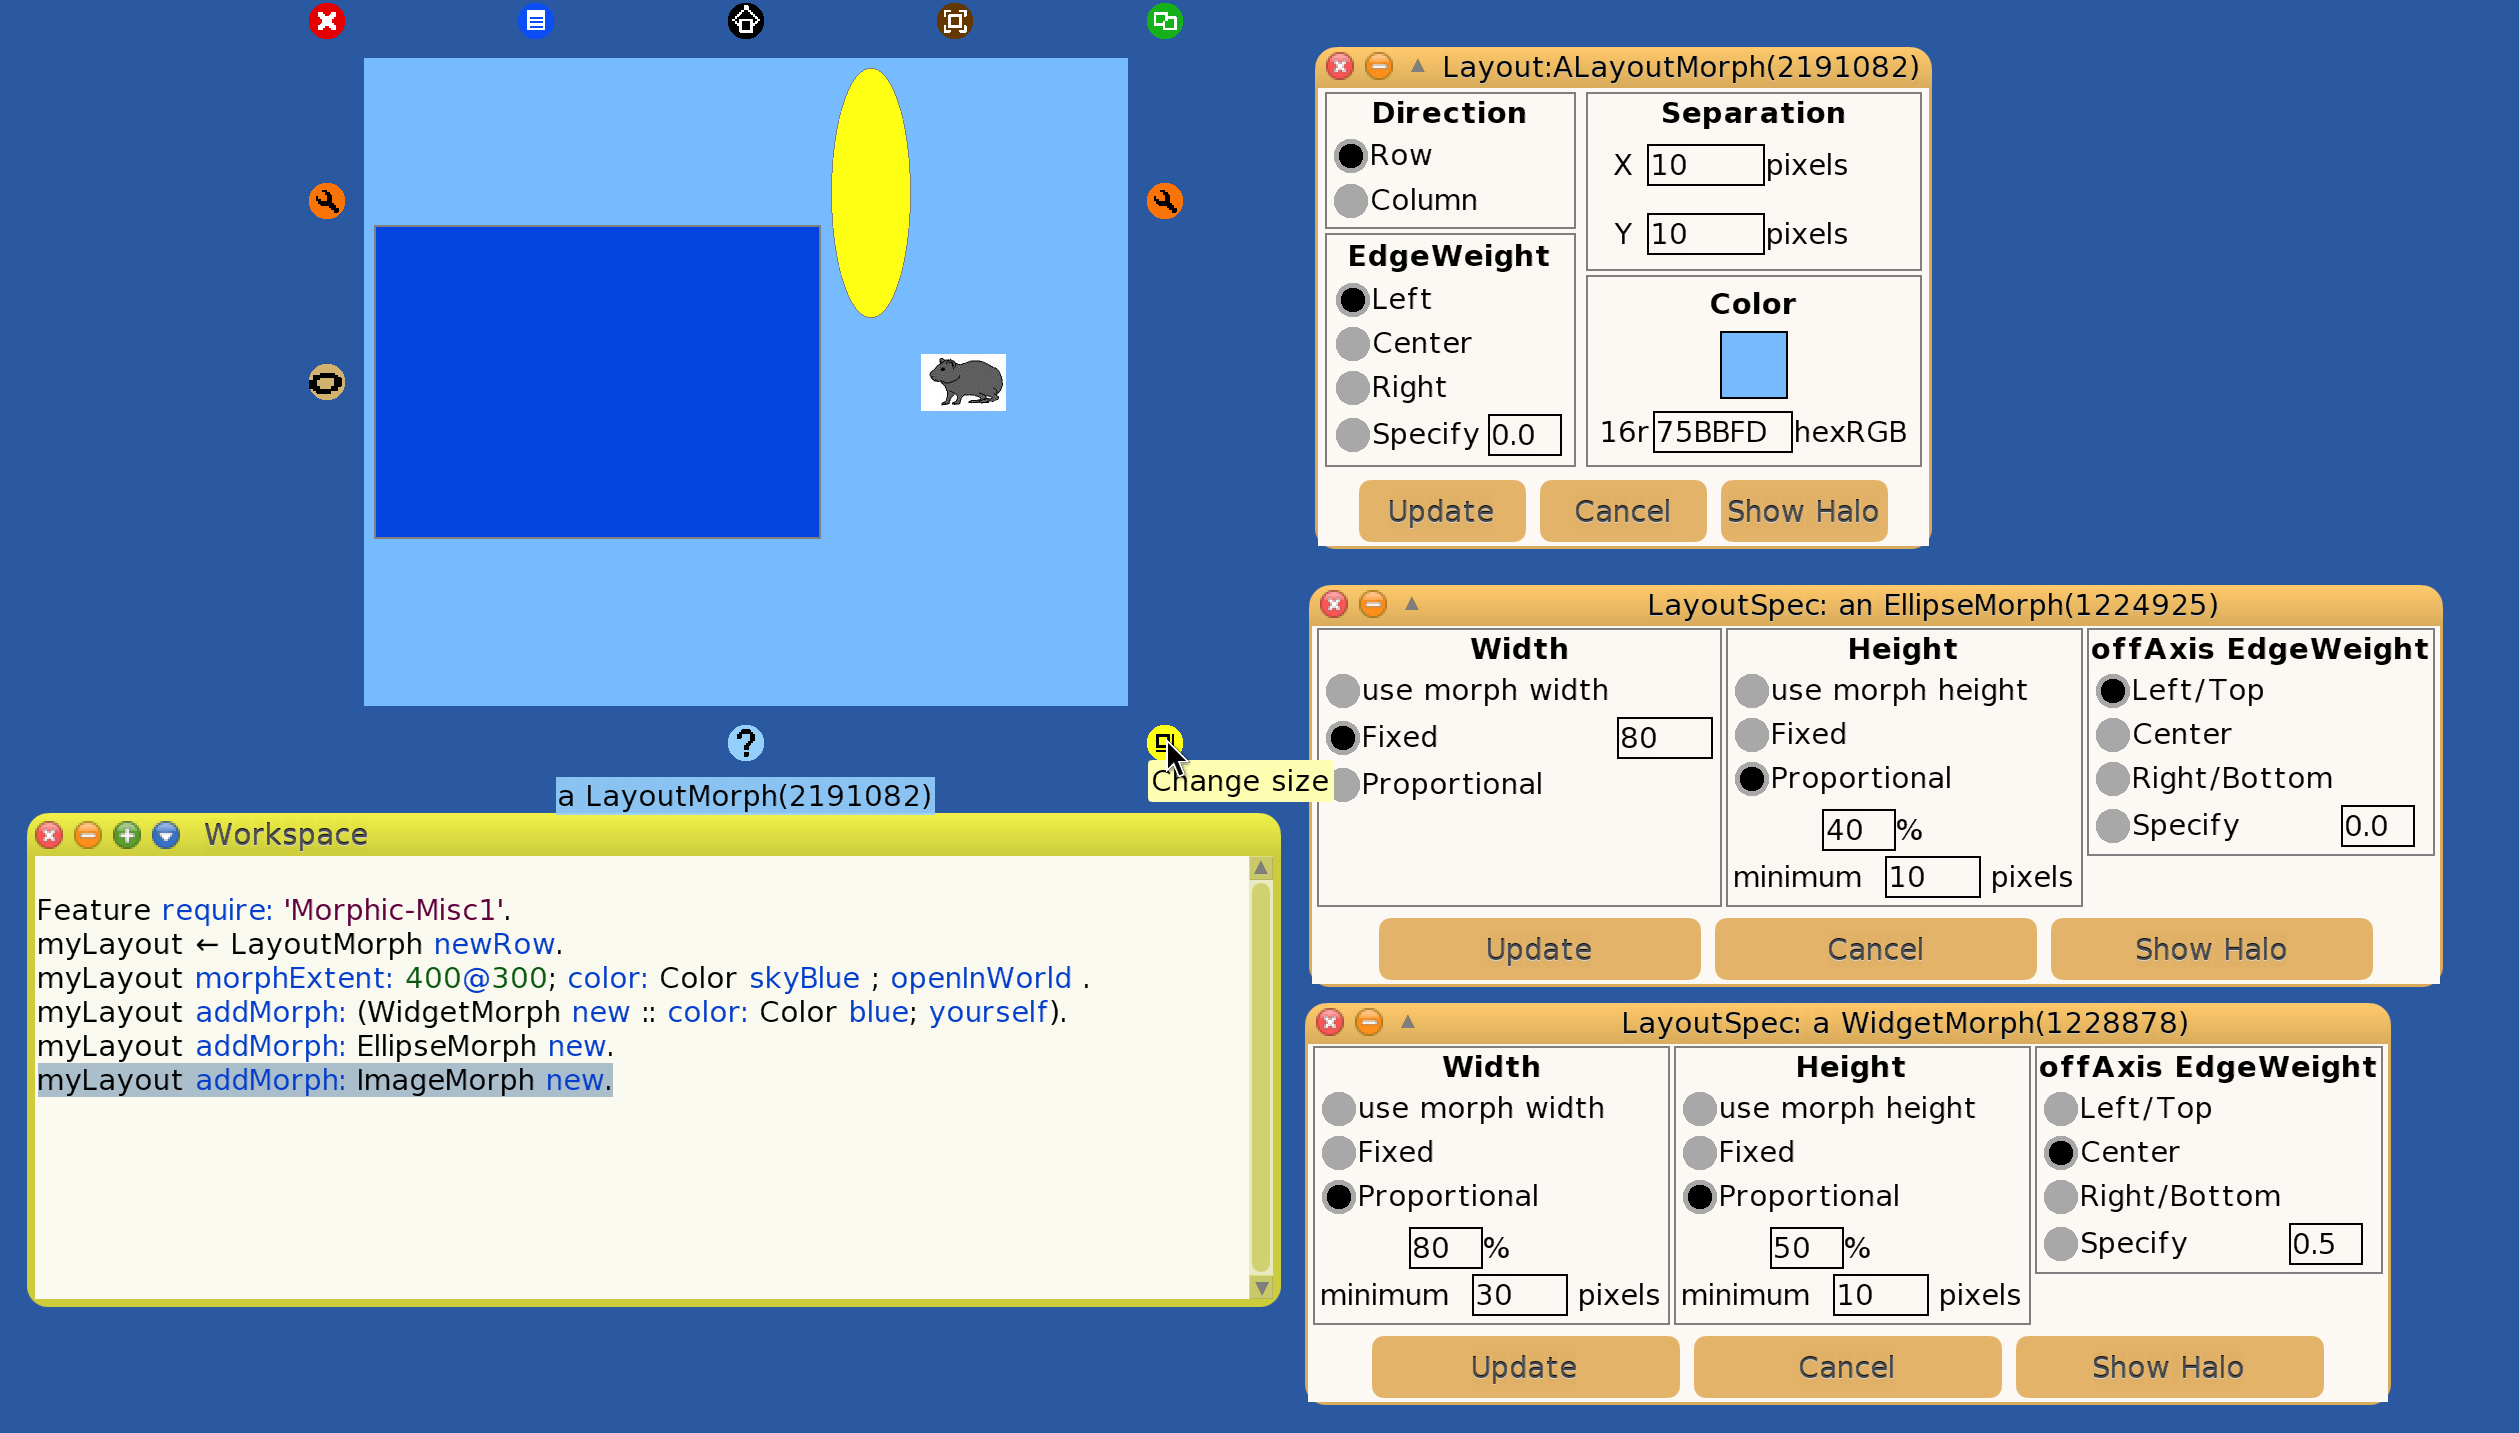 Change size
a LayoutMorph(2191082)
Workspace
Feature require: 'Morphic-Misc1'.
myLayout ← LayoutMorph newRow.
myLayout morphExtent: 400@300; color: Color skyBlue ; openInWorld .
myLayout addMorph: (WidgetMorph new :: color: Color blue; yourself).
myLayout addMorph: EllipseMorph new.
myLayout addMorph: ImageMorph new.
Layout:ALayoutMorph(2191082)
Direction
Row
Column
EdgeWeight
Left
Center
Right
Specify 0.0
Separation
X 10 pixels
Y 10 pixels
Color
16r 75BBFD hexRGB
Update Cancel Show Halo
LayoutSpec: an EllipseMorph(1224925)
Width
use morph width
Fixed 80
Proportional
Height
use morph height
Fixed
Proportional
40 %
minimum 10 pixels
offAxis EdgeWeight
Left/Top
Center
Right/Bottom
Specify 0.0
Update Cancel Show Halo
LayoutSpec: a WidgetMorph(1228878)
Width
use morph width
Fixed
Proportional
80 %
minimum 30 pixels
Height
use morph height
Fixed
Proportional
50 %
minimum 10 pixels
offAxis EdgeWeight
Left/Top
Center
Right/Bottom
Specify 0.5
Update Cancel Show Halo